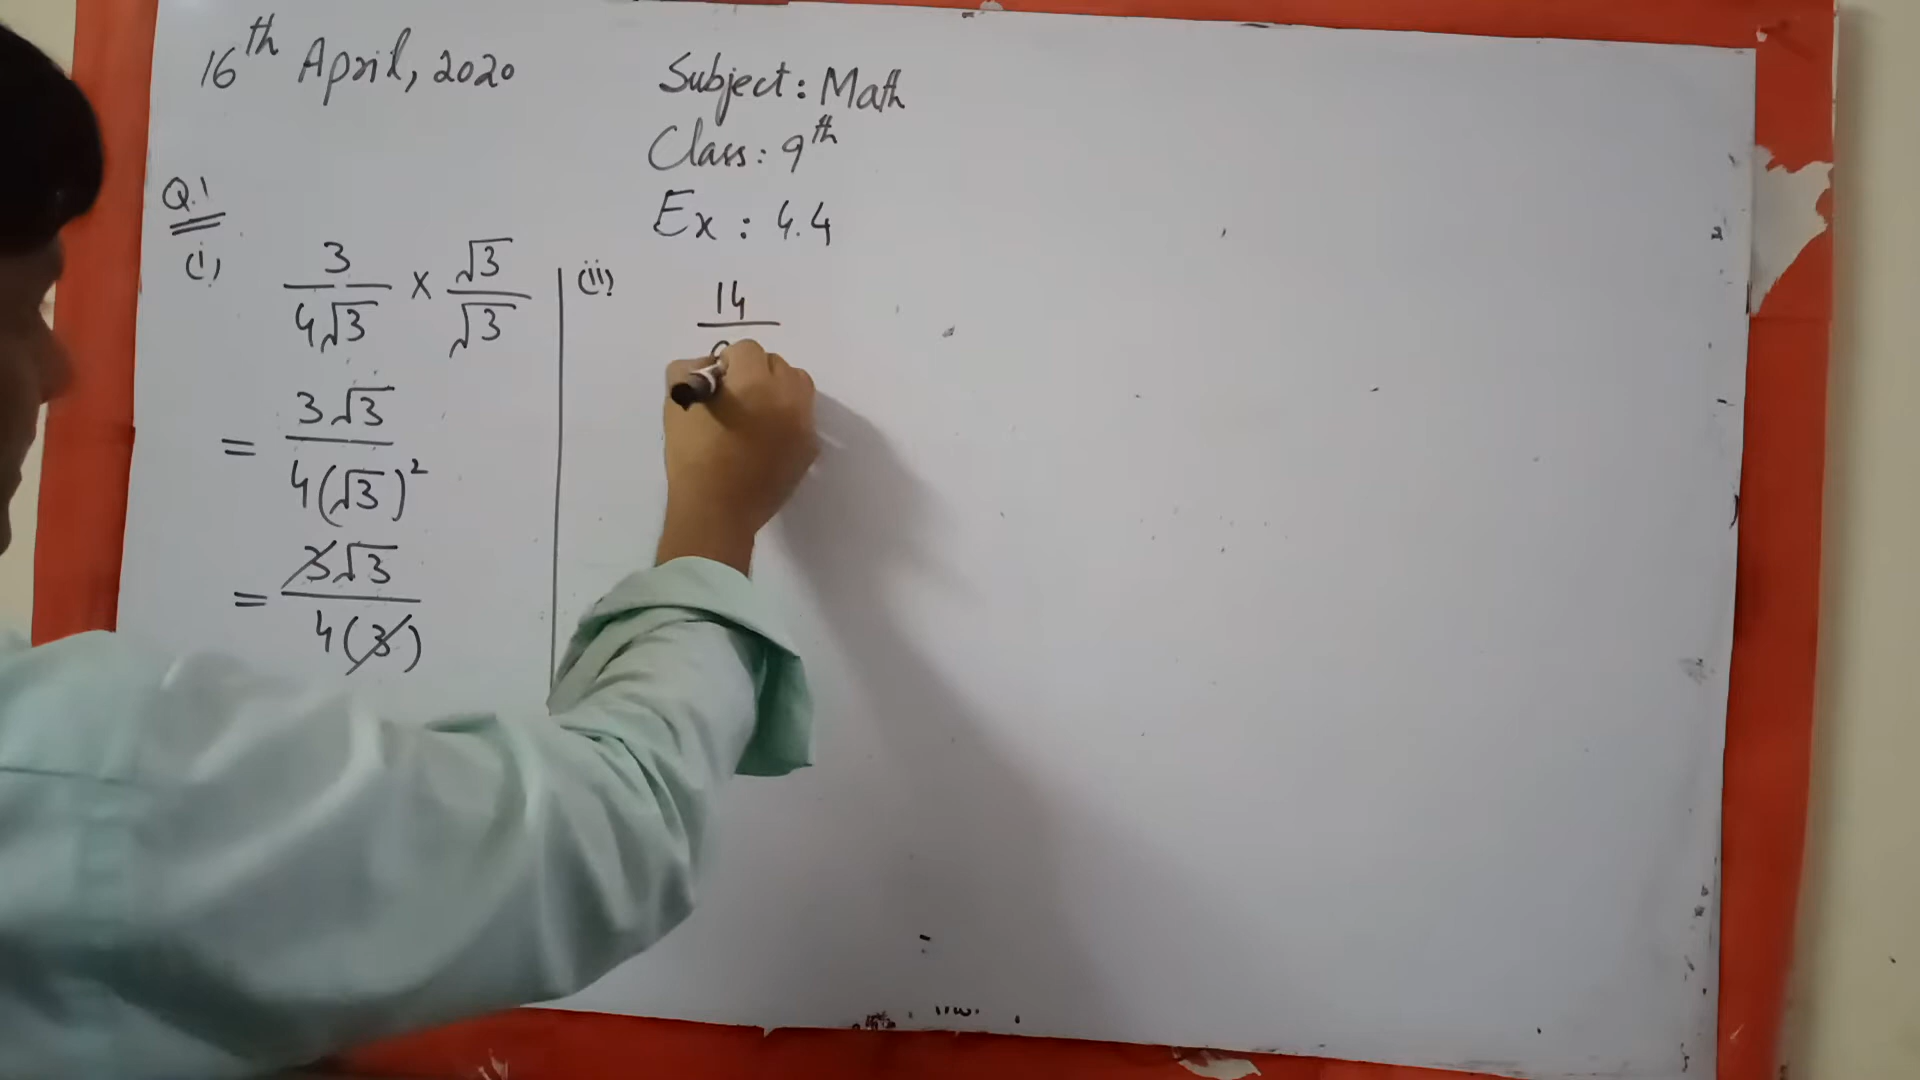 16th April, 2020
Subject: Math
Class: 9th
Ex: 4.4
Q.1
(i)
3/4√3 × √3/√3
= 3√3/4(√3)²
= 3√3/4(3)
(ii)
14